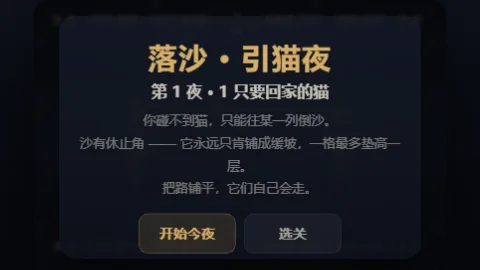 落沙 · 引猫夜
第 1 夜 · 1 只要回家的猫
你碰不到猫，只能往某一列倒沙。
沙有休止角 —— 它永远只肯铺成缓坡，一格最多垫高一
层。
把路铺平，它们自己会走。
开始今夜
选关